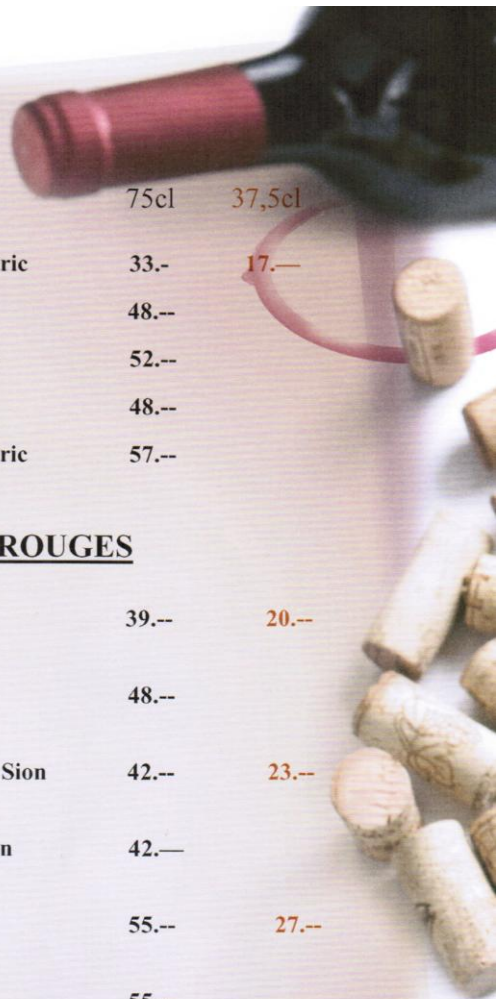 75cl 37,5cl
ric 33.- 17.—
48.--
52.--
48.--
ric 57.--
ROUGES
39.-- 20.--
48.--
Sion 42.-- 23.--
n 42.—
55.-- 27.--